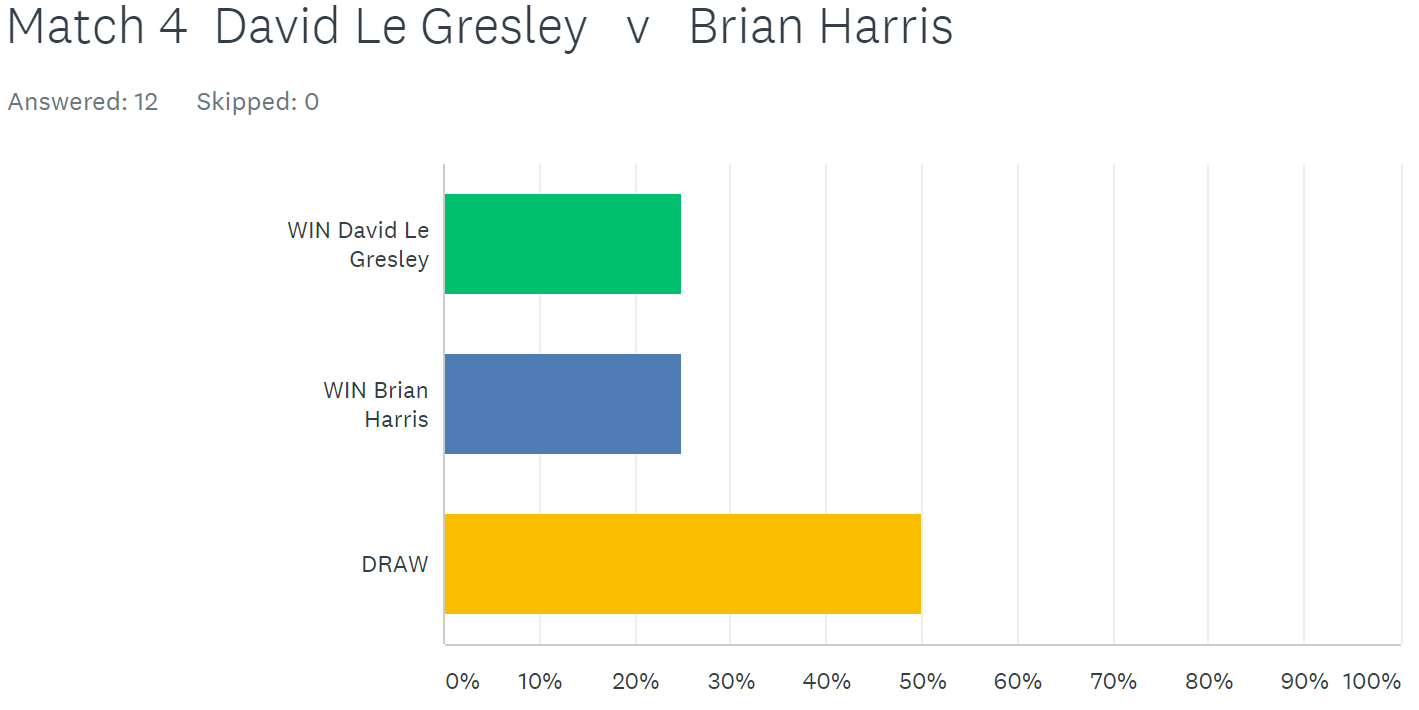 Match 4 David Le Gresley v Brian Harris
Answered: 12 Skipped: 0
WIN David Le
Gresley
WIN Brian
Harris
DRAW
0% 10% 20% 30% 40% 50% 60% 70% 80% 90% 100%